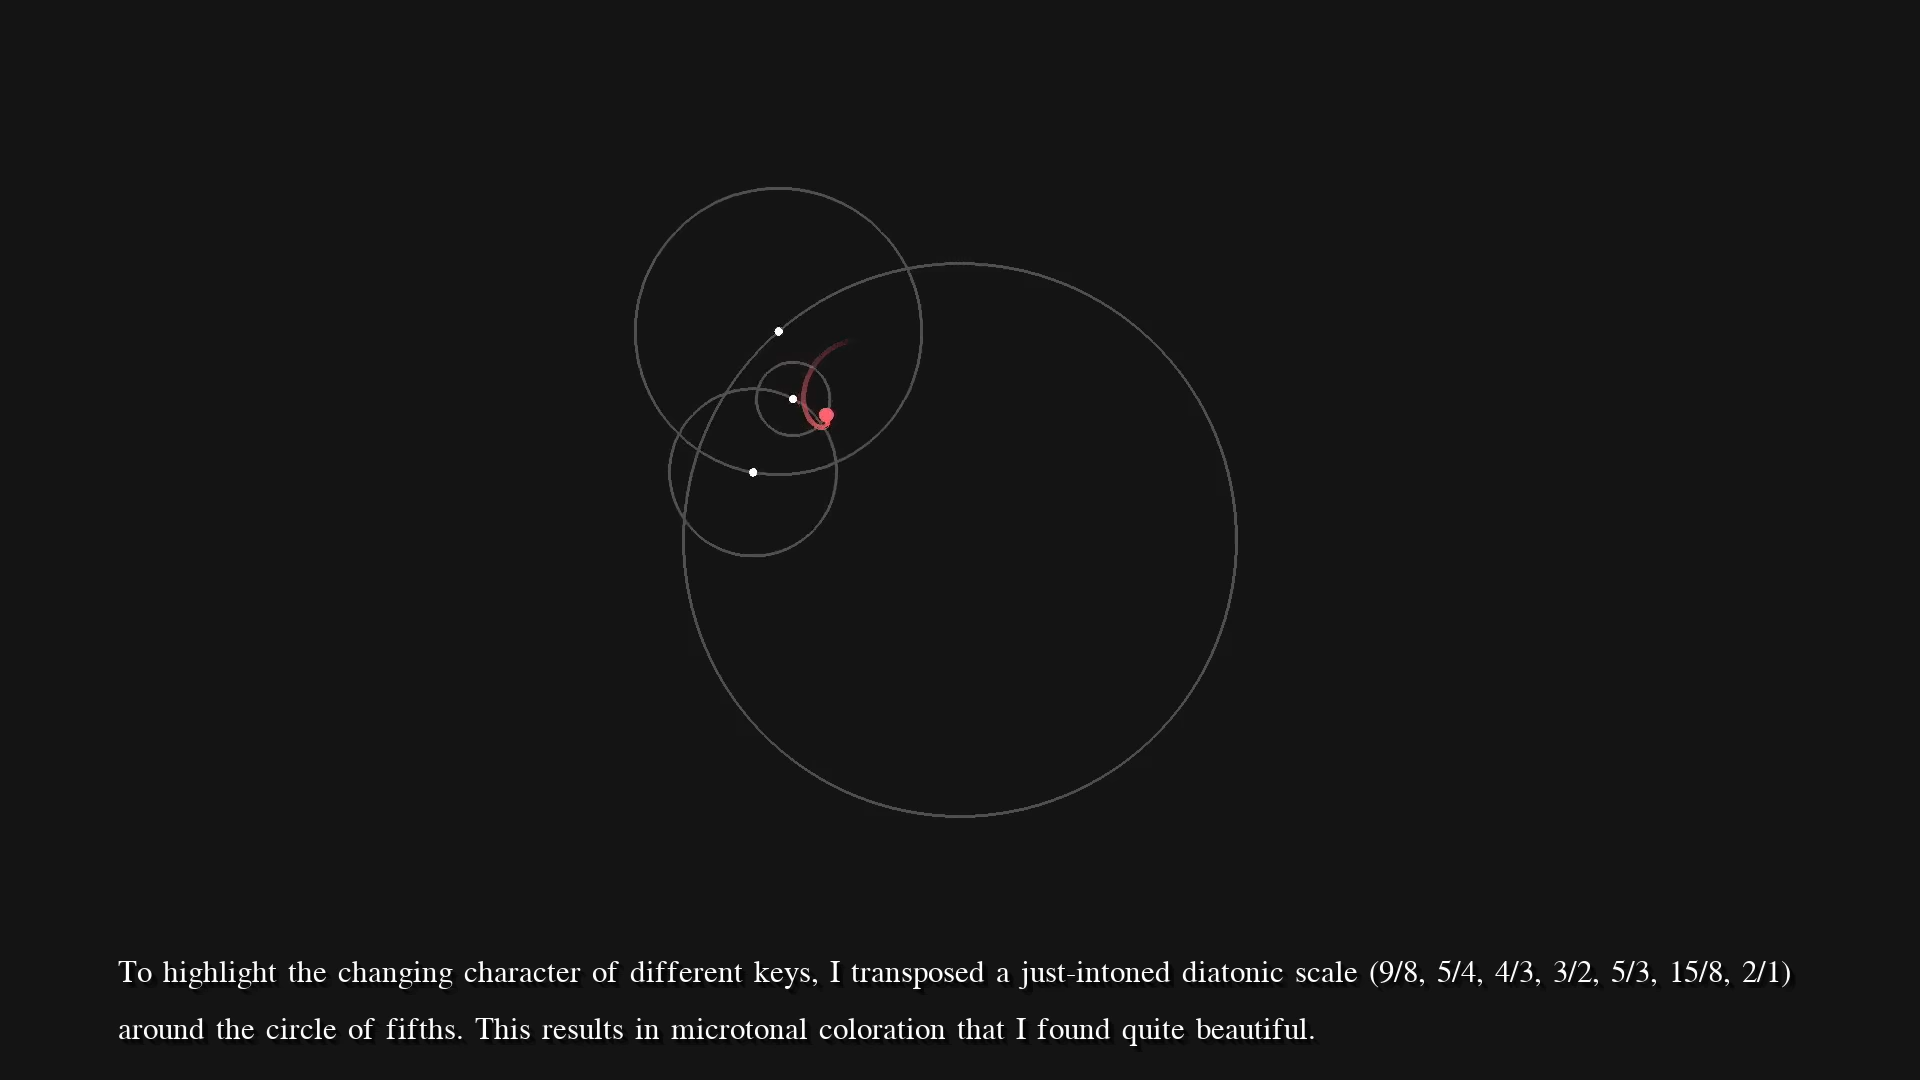 To highlight the changing character of different keys, I transposed a just-intoned diatonic scale (9/8, 5/4, 4/3, 3/2, 5/3, 15/8, 2/1)
around the circle of fifths. This results in microtonal coloration that I found quite beautiful.